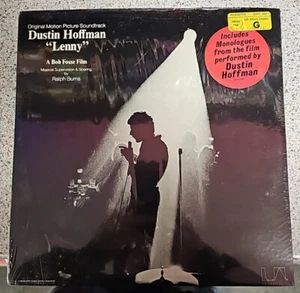 Original Motion Picture Soundtrack
Dustin Hoffman
"Lenny"
A Bob Fosse Film
Musical Supervision & Scoring
by
Ralph Burns
G
Includes
Monologues
from the film
performed by
Dustin
Hoffman
UA